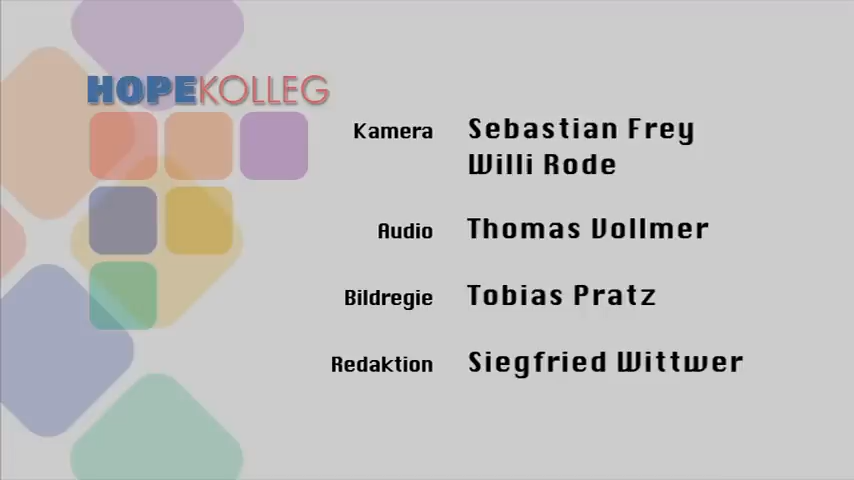 HOPEKOLLEG
Kamera Sebastian Frey
Willi Rode
Audio Thomas Vollmer
Bildregie Tobias Pratz
Redaktion Siegfried Wittwer